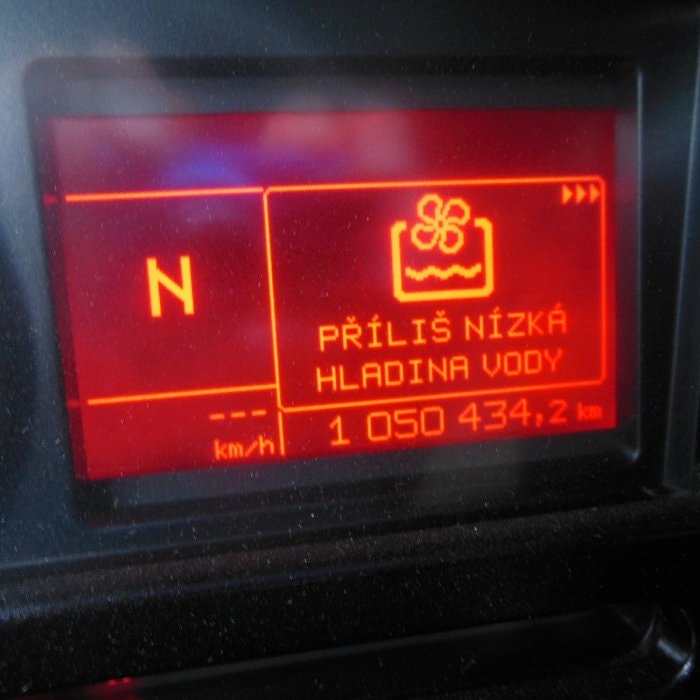 N
PŘÍLIŠ NÍZKÁ
HLADINA VODY
---
km/h
1 050 434,2 km